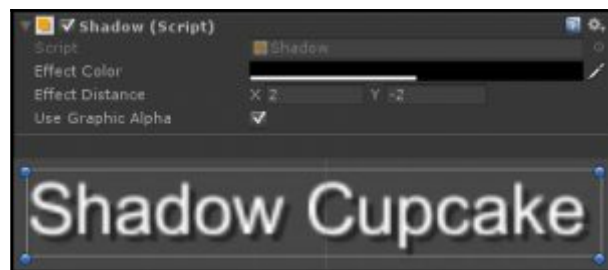 Shadow (Script)
Script Shadow
Effect Color
Effect Distance X 2 Y -2
Use Graphic Alpha
Shadow Cupcake